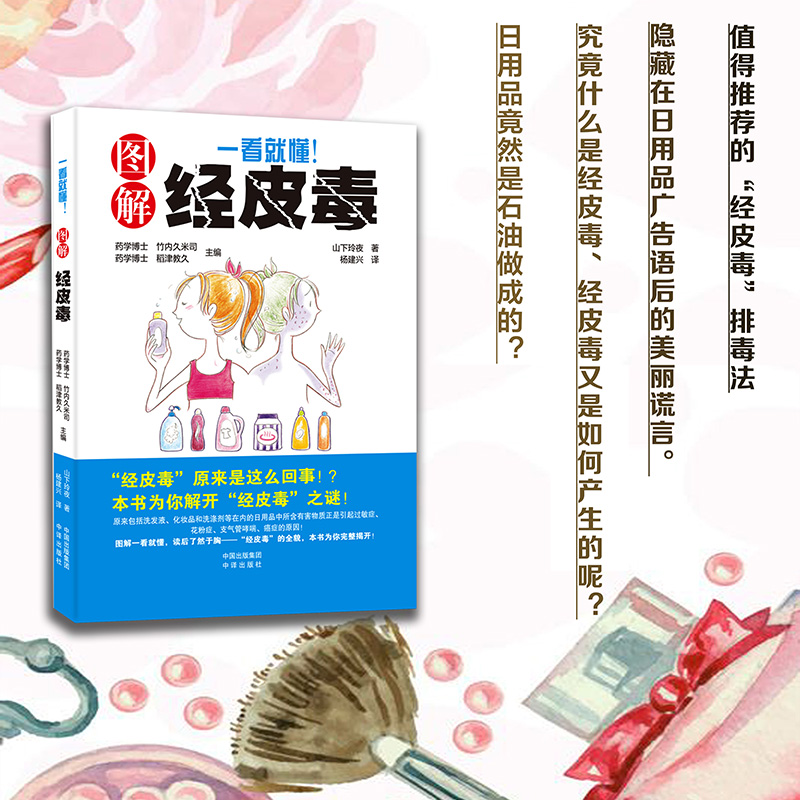 值得推荐的“经皮毒”排毒法
隐藏在日用品广告语后的美丽谎言。
究竟什么是经皮毒、经皮毒又是如何产生的呢？
日用品竟然是石油做成的？
一看就懂！
图解
经皮毒
药学博士 竹内久米司
药学博士 稻津教久
主编
山下玲夜 著
杨建兴 译
“经皮毒”原来是这么回事！？
本书为你解开“经皮毒”之谜！
原来包括洗发液、化妆品和洗涤剂等在内的日用品中所含有害物质正是引起过敏症、
花粉症、支气管哮喘、癌症的原因！
图解一看就懂，读后了然于胸——“经皮毒”的全貌，本书为你完整揭开！
中国出版集团
中译出版社
一看就懂！
图解
经皮毒
药学博士 竹内久米司
药学博士 稻津教久
主编
山下玲夜 著
杨建兴 译
中国出版集团
中译出版社